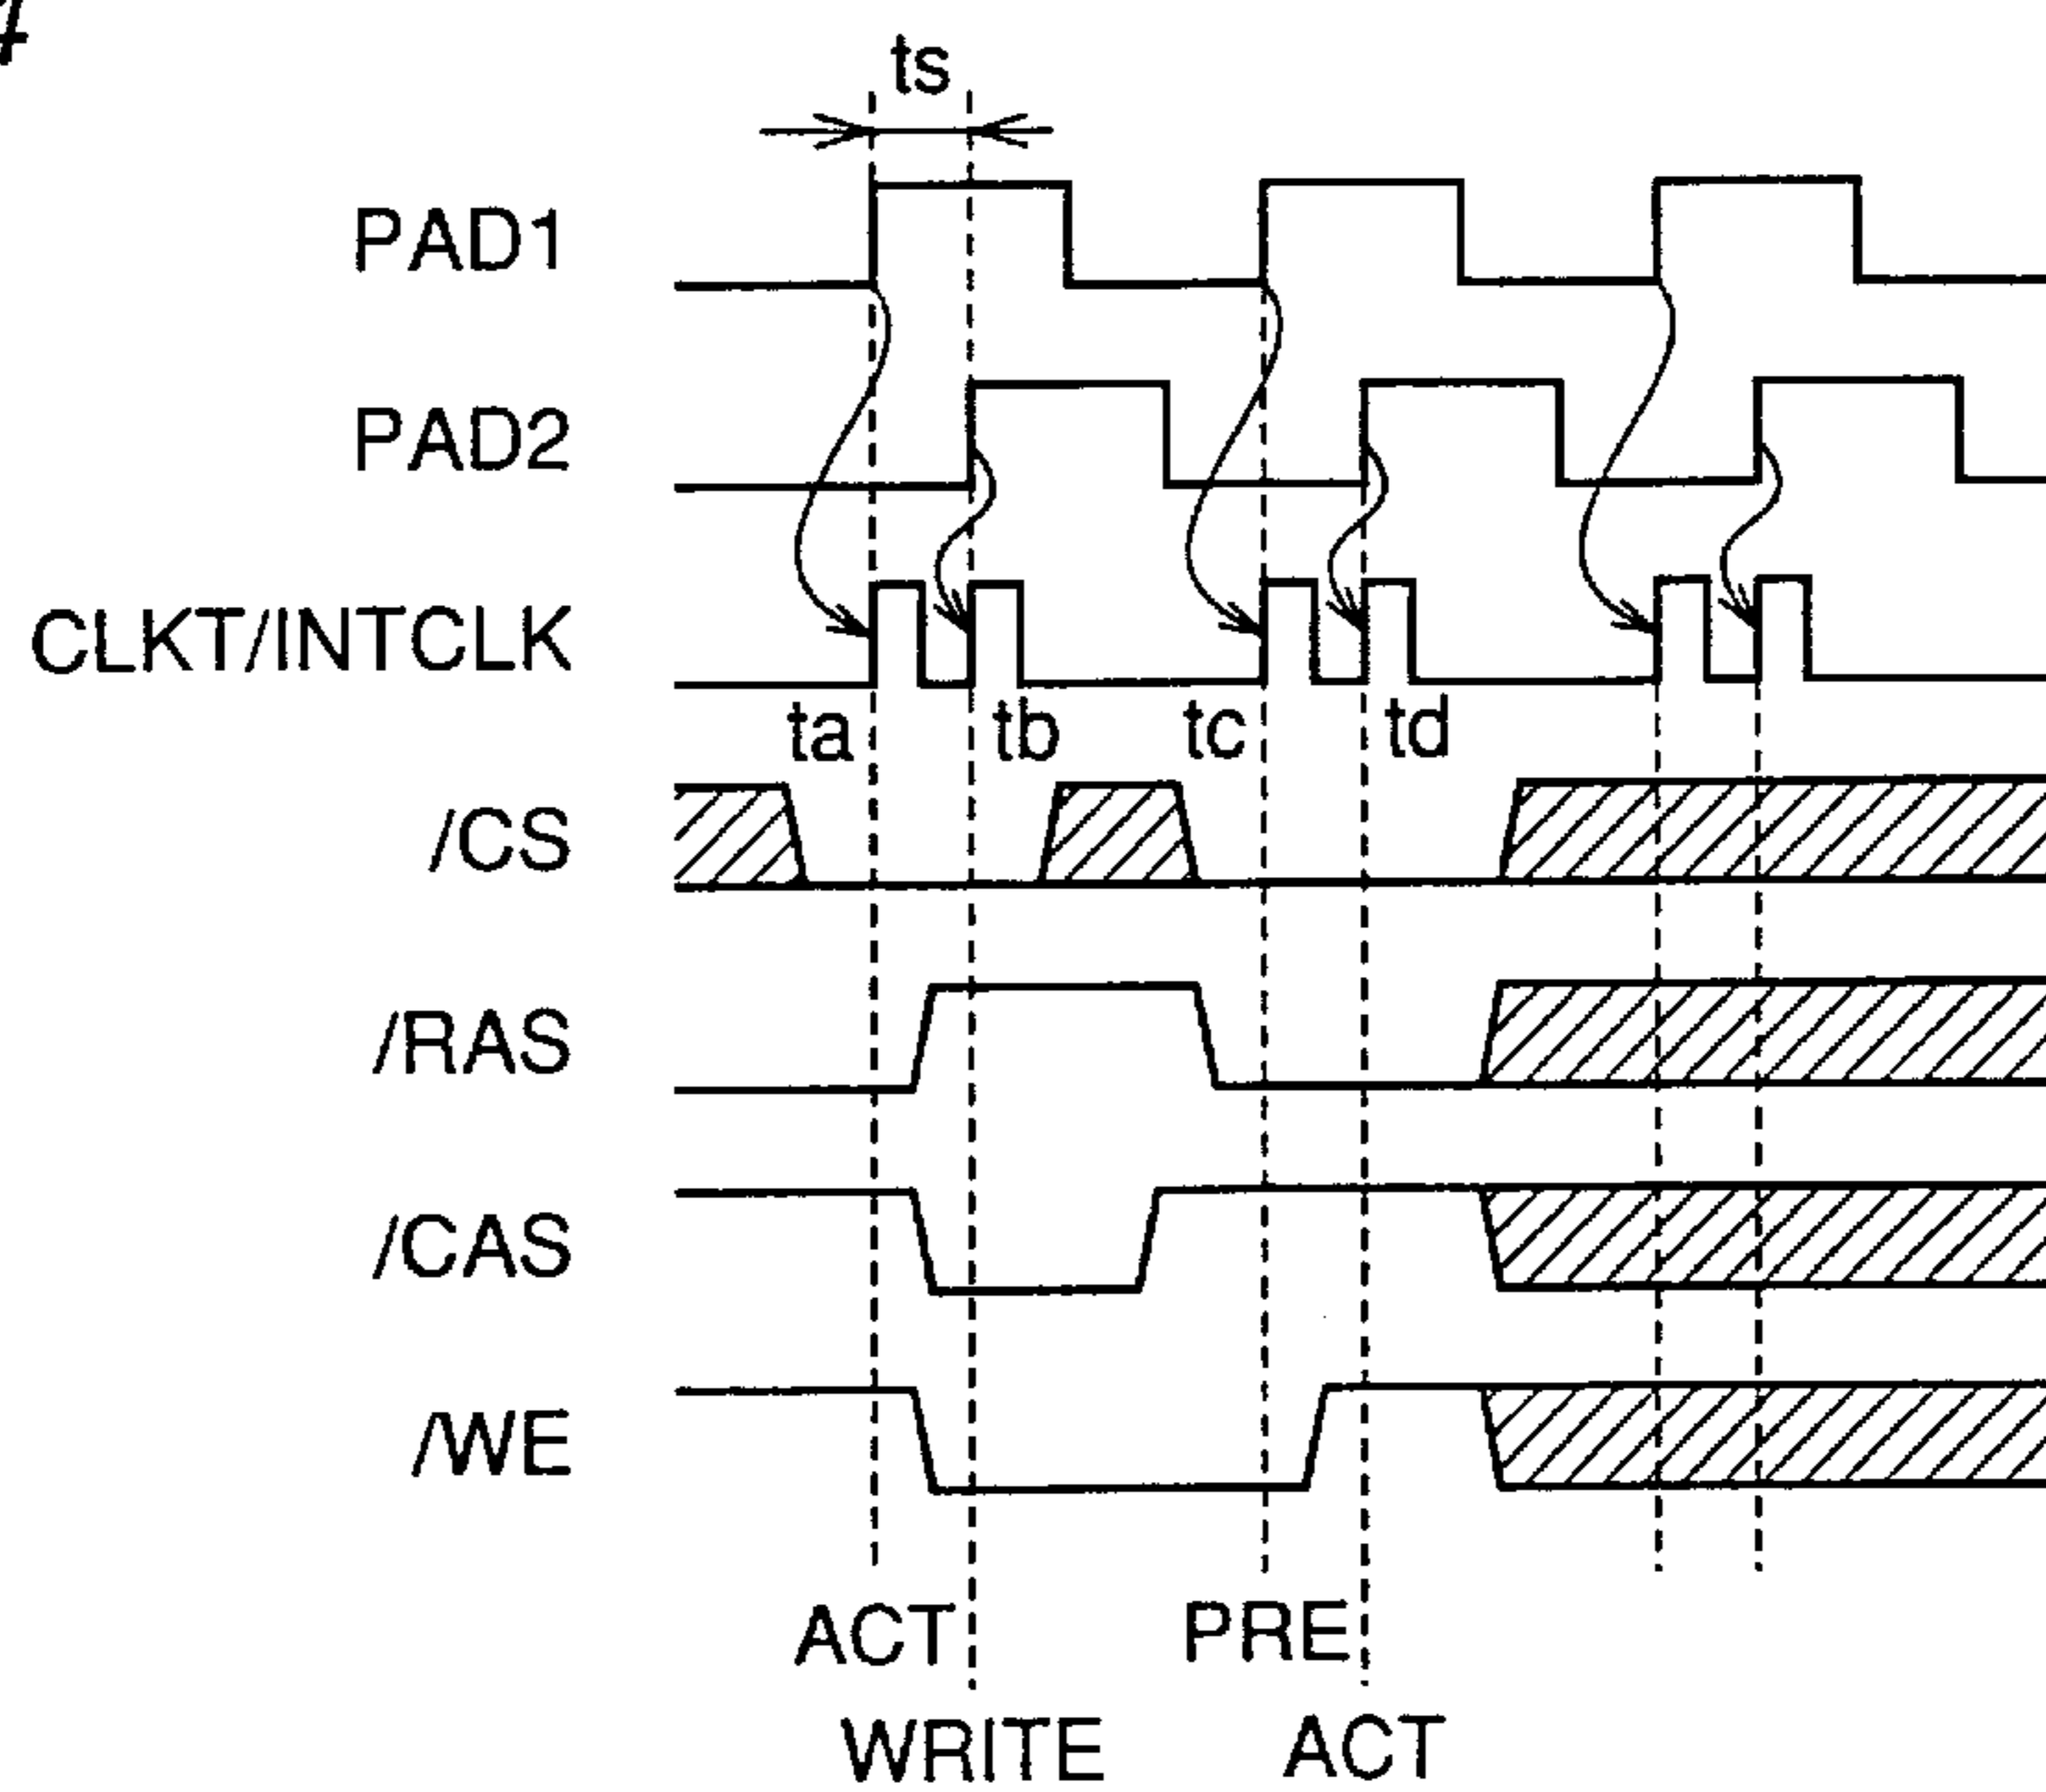 ts
PAD1
PAD2
CLKT/INTCLK
ta tb tc td
/CS
/RAS
/CAS
/WE
ACT PRE
WRITE ACT